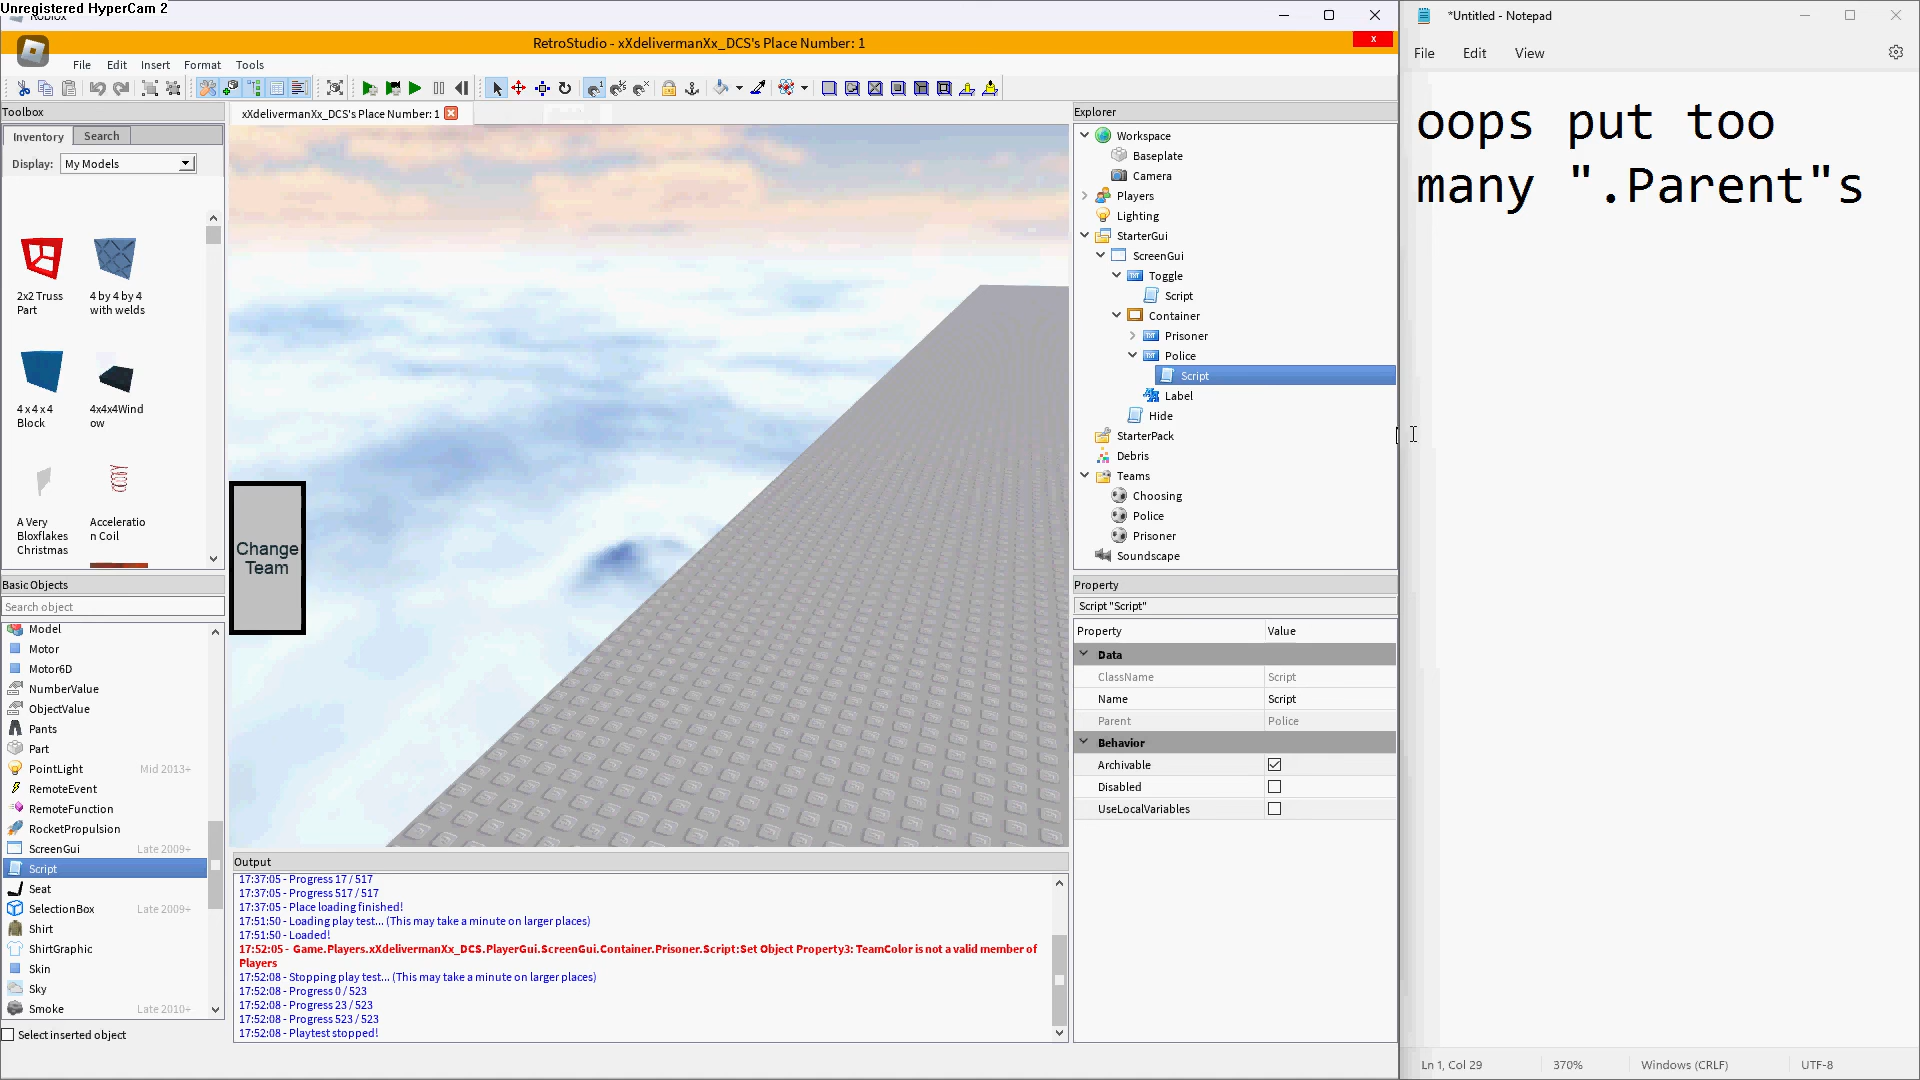 Unregistered HyperCam 2
Roblox
*Untitled - Notepad
RetroStudio - xXdelivermanXx_DCS's Place Number: 1
x
File Edit Insert Format Tools
File Edit View
Toolbox
xXdelivermanXx_DCS's Place Number: 1
Explorer
oops put too
many ".Parent"s
Inventory Search
Display: My Models
2x2 Truss
Part
4 by 4 by 4
with welds
4 x 4 x 4
Block
4x4x4Wind
ow
A Very
Bloxflakes
Christmas
Acceleratio
n Coil
Workspace
Baseplate
Camera
Players
Lighting
StarterGui
ScreenGui
Toggle
Script
Container
Prisoner
Police
Script
Label
Hide
StarterPack
Debris
Teams
Choosing
Police
Prisoner
Soundscape
Change
Team
Basic Objects
Search object
Model
Motor
Motor6D
NumberValue
ObjectValue
Pants
Part
PointLight Mid 2013+
RemoteEvent
RemoteFunction
RocketPropulsion
ScreenGui Late 2009+
Script
Seat
SelectionBox Late 2009+
Shirt
ShirtGraphic
Skin
Sky
Smoke Late 2010+
Select inserted object
Property
Script "Script"
Property Value
Data
ClassName Script
Name Script
Parent Police
Behavior
Archivable
Disabled
UseLocalVariables
Output
17:37:05 - Progress 17 / 517
17:37:05 - Progress 517 / 517
17:37:05 - Place loading finished!
17:51:50 - Loading play test... (This may take a minute on larger places)
17:51:50 - Loaded!
17:52:05 - Game.Players.xXdelivermanXx_DCS.PlayerGui.ScreenGui.Container.Prisoner.Script:Set Object Property3: TeamColor is not a valid member of
Players
17:52:08 - Stopping play test... (This may take a minute on larger places)
17:52:08 - Progress 0 / 523
17:52:08 - Progress 23 / 523
17:52:08 - Progress 523 / 523
17:52:08 - Playtest stopped!
Ln 1, Col 29 370% Windows (CRLF) UTF-8